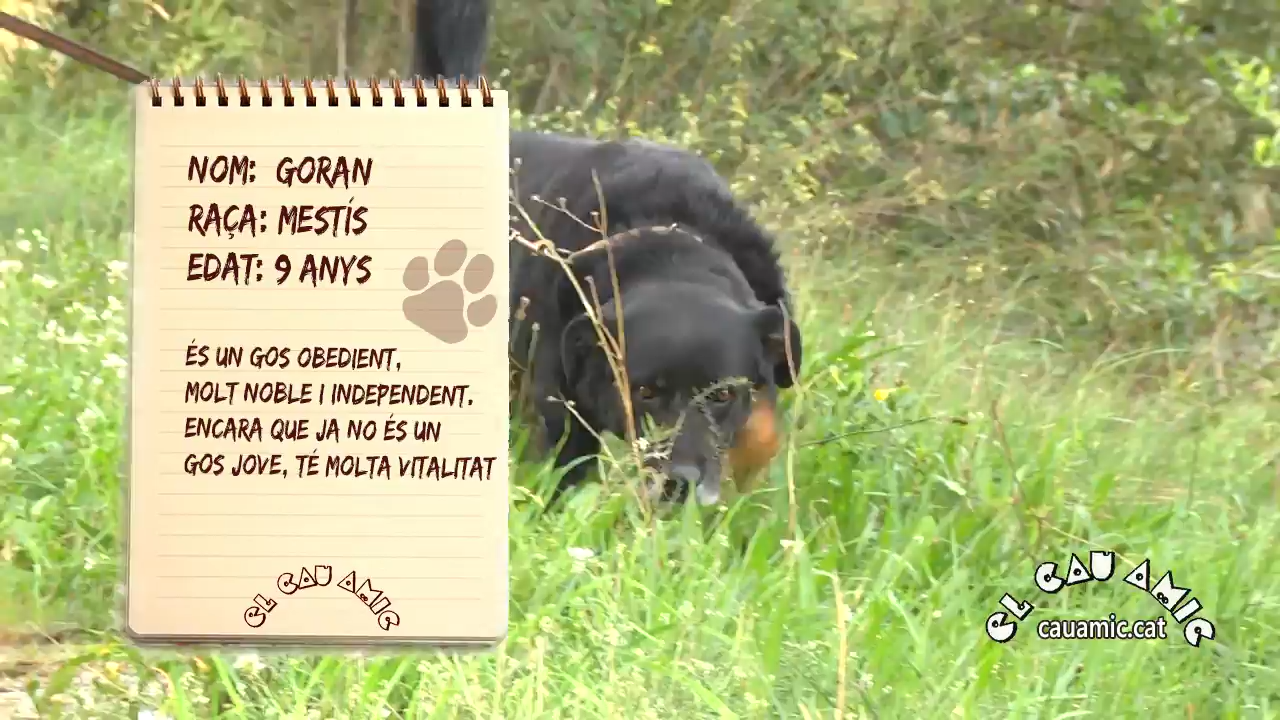 NOM: GORAN
RAÇA: MESTÍS
EDAT: 9 ANYS
ÉS UN GOS OBEDIENT,
MOLT NOBLE I INDEPENDENT.
ENCARA QUE JA NO ÉS UN
GOS JOVE, TÉ MOLTA VITALITAT
EL CAU AMIC
EL CAU AMIC
cauamic.cat